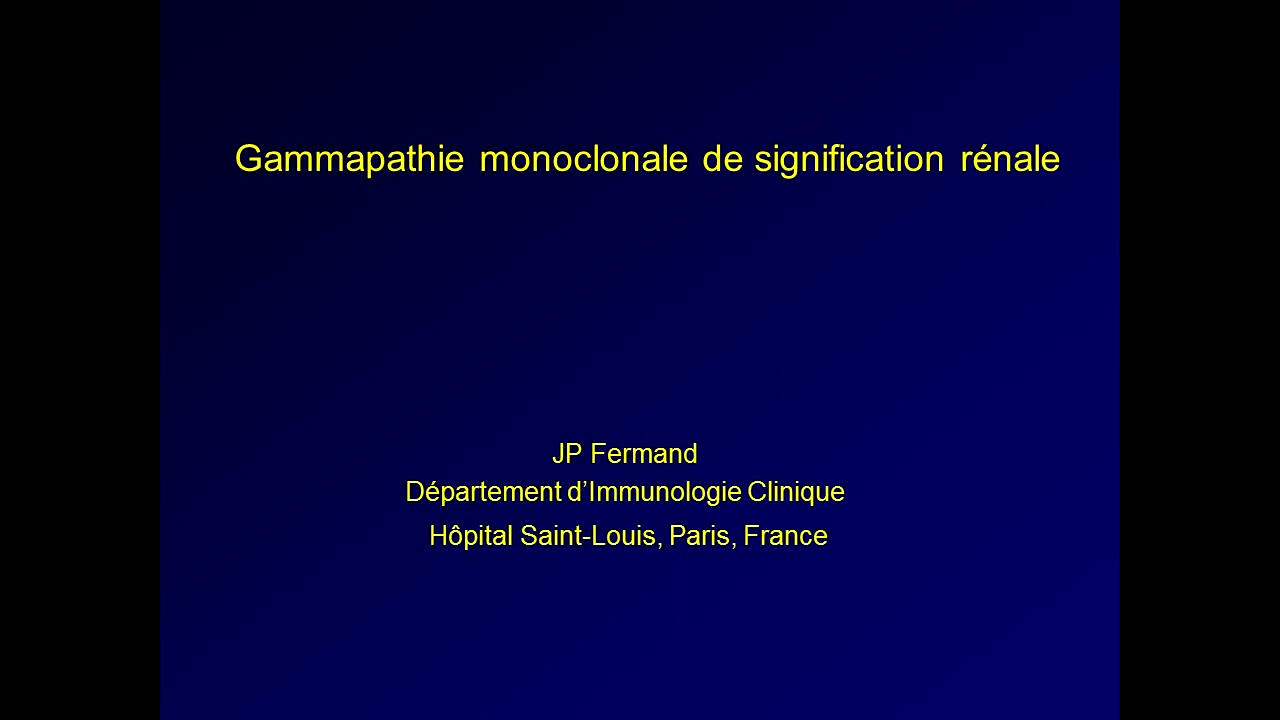 Gammapathie monoclonale de signification rénale
JP Fermand
Département d’Immunologie Clinique
Hôpital Saint-Louis, Paris, France